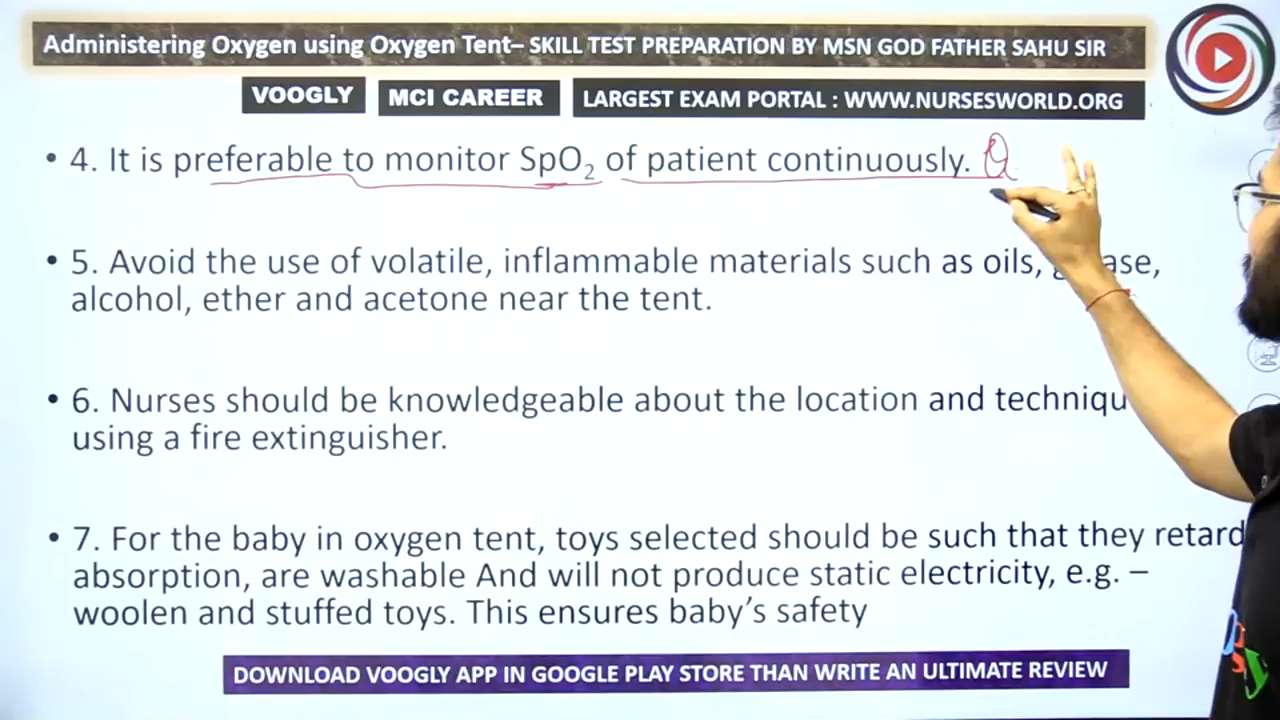 Administering Oxygen using Oxygen Tent– SKILL TEST PREPARATION BY MSN GOD FATHER SAHU SIR
VOOGLY MCI CAREER LARGEST EXAM PORTAL : WWW.NURSESWORLD.ORG
• 4. It is preferable to monitor SpO₂ of patient continuously.
• 5. Avoid the use of volatile, inflammable materials such as oils,
alcohol, ether and acetone near the tent.
• 6. Nurses should be knowledgeable about the location and techniqu
using a fire extinguisher.
• 7. For the baby in oxygen tent, toys selected should be such that they retard
absorption, are washable And will not produce static electricity, e.g. –
woolen and stuffed toys. This ensures baby's safety
DOWNLOAD VOOGLY APP IN GOOGLE PLAY STORE THAN WRITE AN ULTIMATE REVIEW